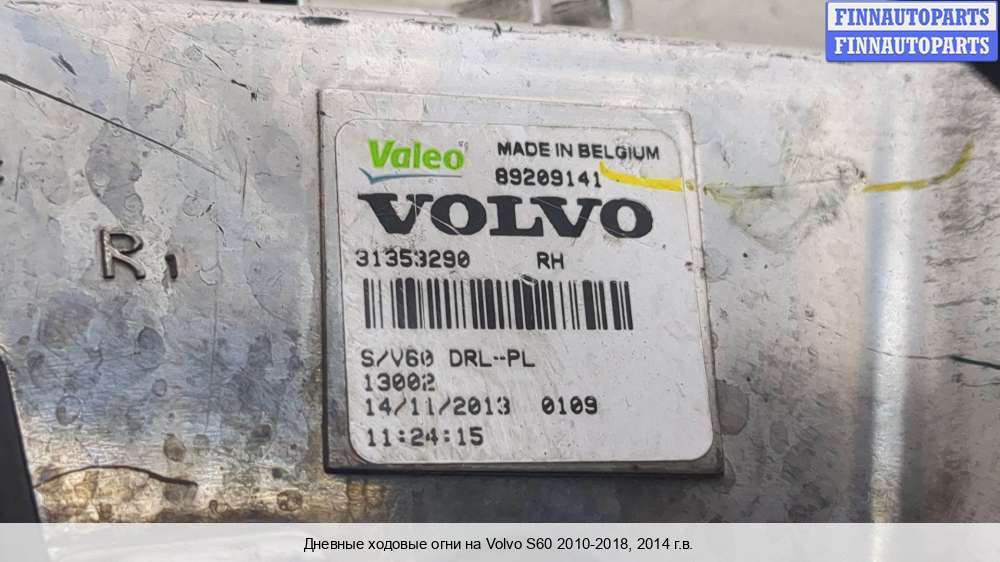 FINNAUTOPARTS
FINNAUTOPARTS
Valeo MADE IN BELGIUM
89209141
VOLVO
31353290 RH
R1
S/V60 DRL--PL
13002
14/11/2013 0109
11:24:15
Дневные ходовые огни на Volvo S60 2010-2018, 2014 г.в.